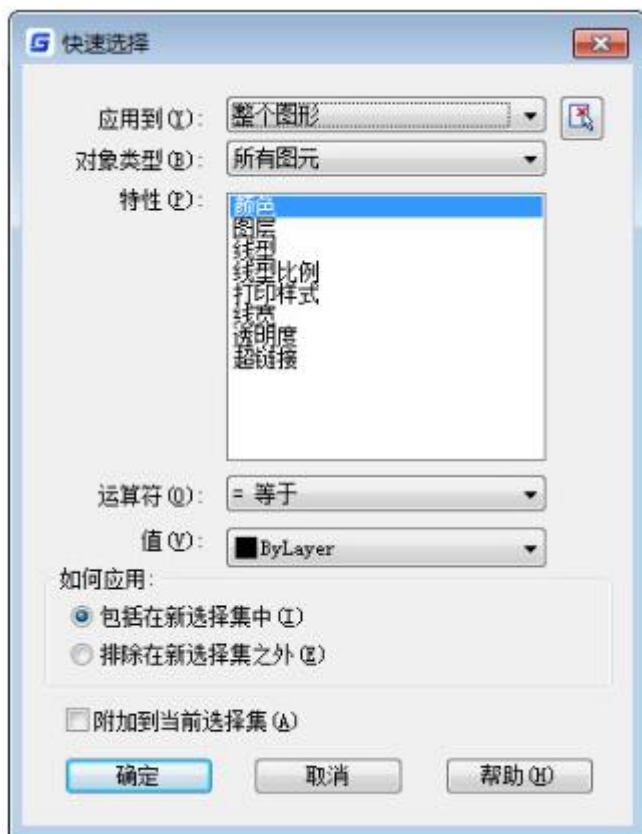 快速选择
应用到(Y): 整个图形
对象类型(B): 所有图元
特性(P): 颜色
图层
线型
线型比例
打印样式
线宽
透明度
超链接
运算符(O): = 等于
值(V): ByLayer
如何应用:
包括在新选择集中(I)
排除在新选择集之外(E)
附加到当前选择集(A)
确定 取消 帮助(H)